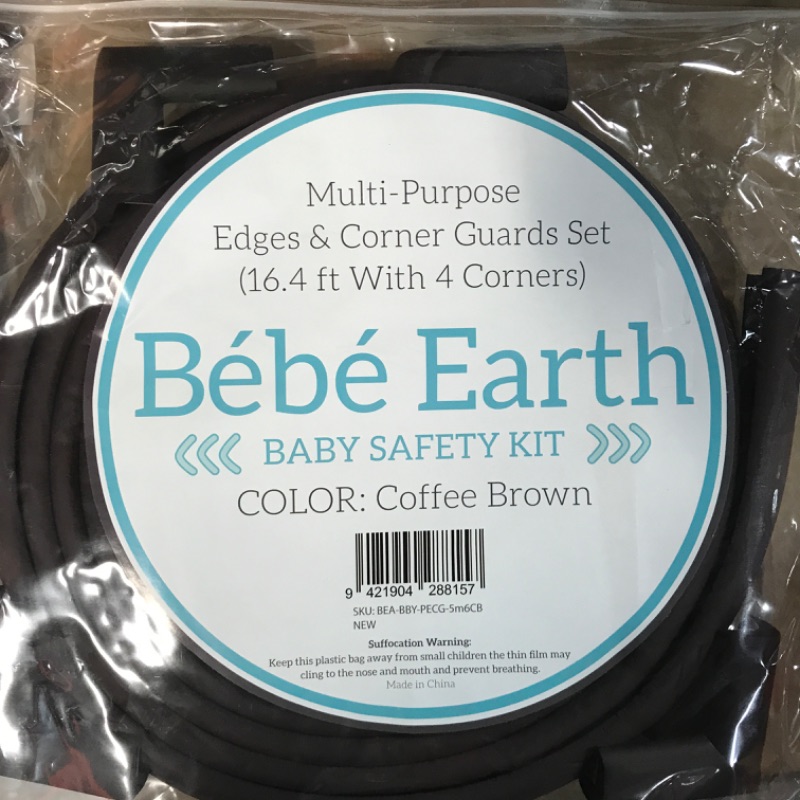 Multi-Purpose
Edges & Corner Guards Set
(16.4 ft With 4 Corners)
Bébé Earth
BABY SAFETY KIT
COLOR: Coffee Brown
9 421904 288157
SKU: BEA-BBY-PECG-5m6CB
NEW
Suffocation Warning:
Keep this plastic bag away from small children the thin film may
cling to the nose and mouth and prevent breathing.
Made in China